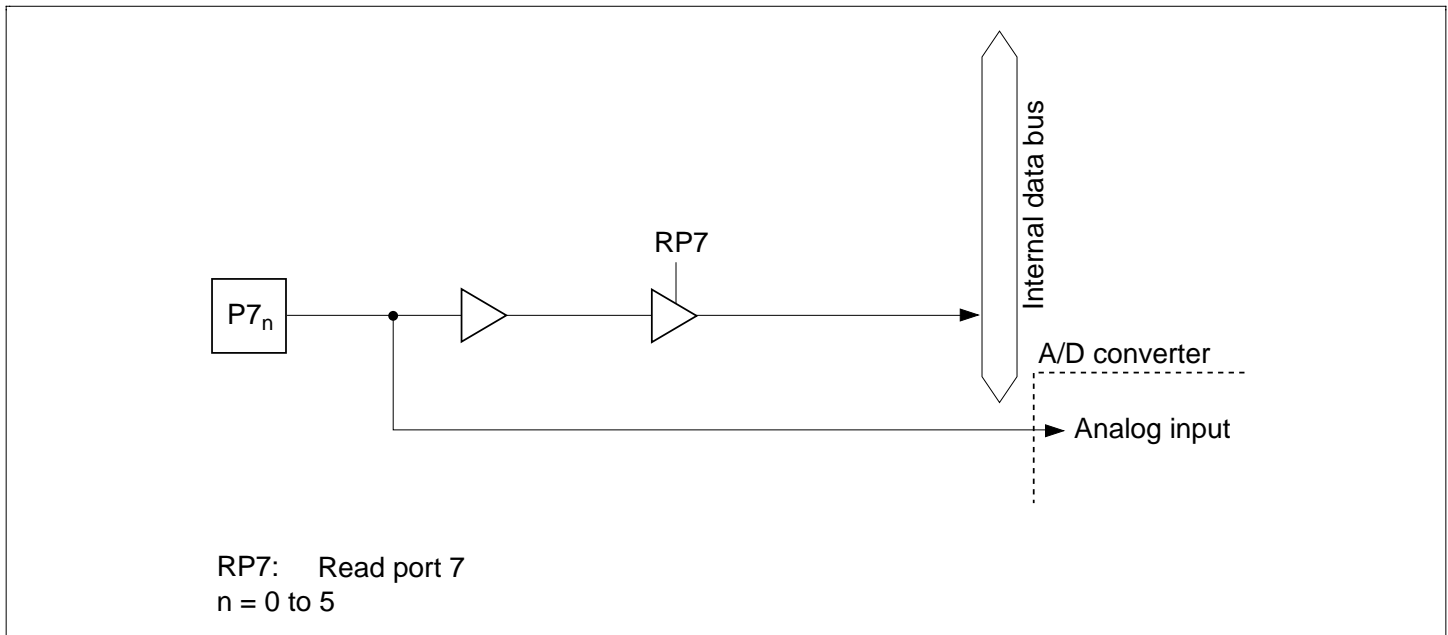 Internal data bus
RP7
P7n
A/D converter
Analog input
RP7: Read port 7
n = 0 to 5